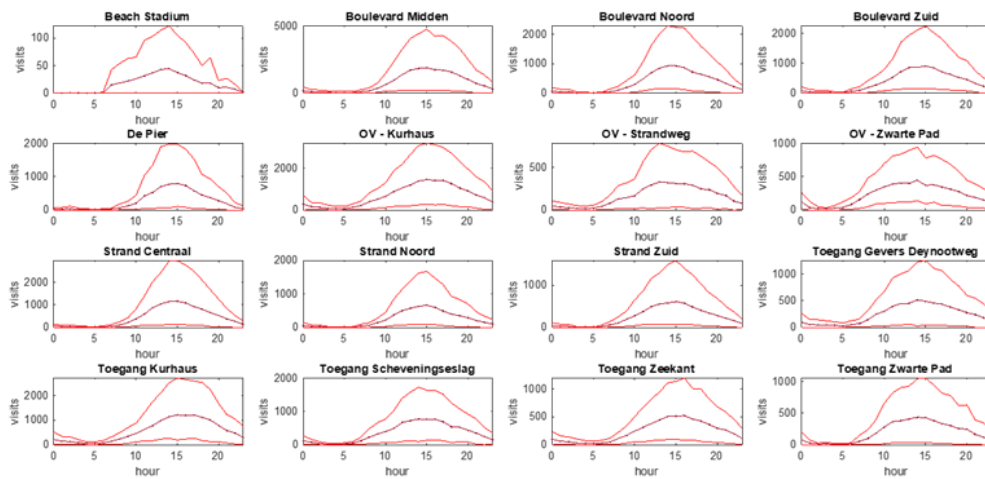 Beach Stadium
Boulevard Midden
Boulevard Noord
Boulevard Zuid
visits
100
50
0
0 5 10 15 20
hour
visits
5000
0
0 5 10 15 20
hour
visits
2000
1000
0
0 5 10 15 20
hour
visits
2000
1000
0
0 5 10 15 20
hour
De Pier
OV - Kurhaus
OV - Strandweg
OV - Zwarte Pad
visits
2000
1000
0
0 5 10 15 20
hour
visits
2000
0
0 5 10 15 20
hour
visits
500
0
0 5 10 15 20
hour
visits
1000
500
0
0 5 10 15 20
hour
Strand Centraal
Strand Noord
Strand Zuid
Toegang Gevers Deynootweg
visits
2000
1000
0
0 5 10 15 20
hour
visits
2000
1000
0
0 5 10 15 20
hour
visits
1000
0
0 5 10 15 20
hour
visits
1000
500
0
0 5 10 15 20
hour
Toegang Kurhaus
Toegang Scheveningseslag
Toegang Zeekant
Toegang Zwarte Pad
visits
2000
1000
0
0 5 10 15 20
hour
visits
2000
1000
0
0 5 10 15 20
hour
visits
1000
500
0
0 5 10 15 20
hour
visits
1000
500
0
0 5 10 15 20
hour